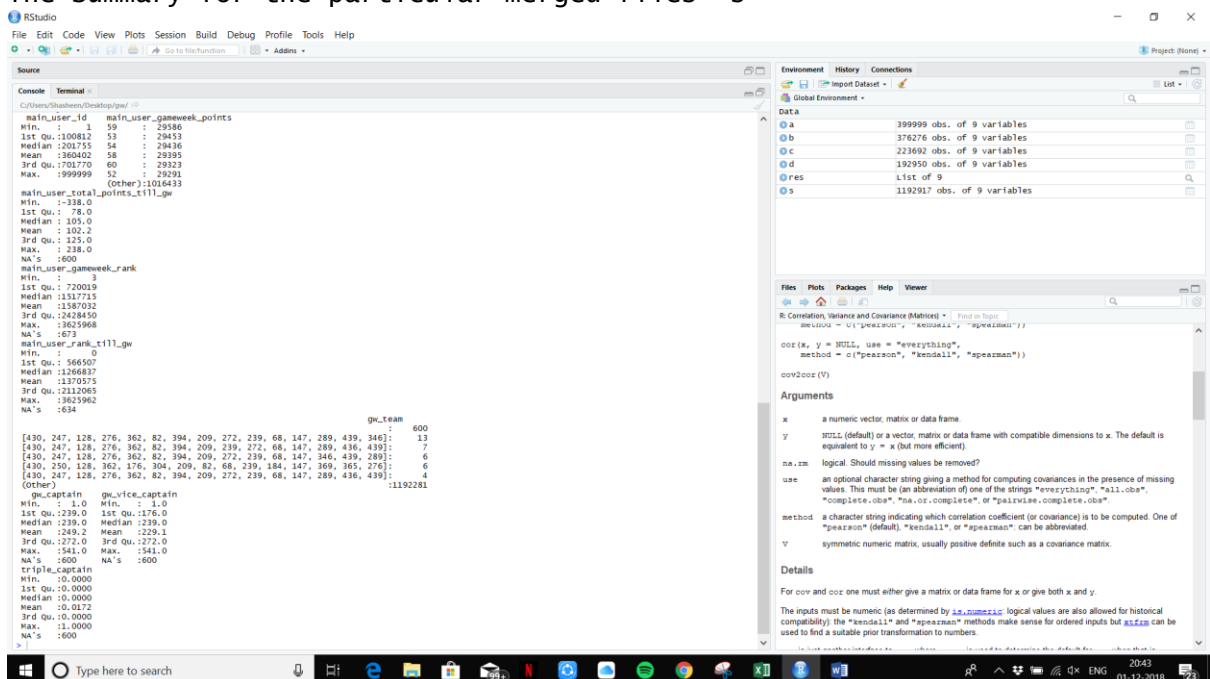 RStudio
File Edit Code View Plots Session Build Debug Profile Tools Help
Go to file/function Addins
Project: (None)
Source
Console Terminal
C:/Users/Shasheen/Desktop/gw/
main_user_id main_user_gameweek_points
Min. : 1 59 : 29586
1st Qu.:100812 53 : 29453
Median :201755 54 : 29436
Mean :360402 58 : 29395
3rd Qu.:701770 60 : 29323
Max. :999999 52 : 29291
(Other):1016433
main_user_total_points_till_gw
Min. :-338.0
1st Qu.: 78.0
Median : 105.0
Mean : 102.2
3rd Qu.: 125.0
Max. : 238.0
NA's :600
main_user_gameweek_rank
Min. : 3
1st Qu.: 720019
Median :1517715
Mean :1587032
3rd Qu.:2428450
Max. :3625968
NA's :673
main_user_rank_till_gw
Min. : 0
1st Qu.: 566507
Median :1266837
Mean :1370575
3rd Qu.:2112065
Max. :3625962
NA's :634
gw_team
: 600
[430, 247, 128, 276, 362, 82, 394, 209, 272, 239, 68, 147, 289, 439, 346]: 13
[430, 247, 128, 276, 362, 82, 394, 209, 239, 272, 68, 147, 289, 436, 439]: 7
[430, 247, 128, 276, 362, 82, 394, 209, 272, 239, 68, 147, 346, 439, 289]: 6
[430, 250, 128, 362, 176, 304, 209, 82, 68, 239, 184, 147, 369, 365, 276]: 6
[430, 247, 128, 276, 362, 82, 394, 209, 272, 239, 68, 147, 289, 436, 439]: 4
(Other) :1192281
gw_captain gw_vice_captain
Min. : 1.0 Min. : 1.0
1st Qu.:239.0 1st Qu.:176.0
Median :239.0 Median :239.0
Mean :249.2 Mean :229.1
3rd Qu.:272.0 3rd Qu.:272.0
Max. :541.0 Max. :541.0
NA's :600 NA's :600
triple_captain
Min. :0.0000
1st Qu.:0.0000
Median :0.0000
Mean :0.0172
3rd Qu.:0.0000
Max. :1.0000
NA's :600
>
Environment History Connections
Import Dataset List
Global Environment
Data
a 399999 obs. of 9 variables
b 376276 obs. of 9 variables
c 223692 obs. of 9 variables
d 192950 obs. of 9 variables
res List of 9
s 1192917 obs. of 9 variables
Files Plots Packages Help Viewer
R: Correlation, Variance and Covariance (Matrices) Find in Topic
method = c("pearson", "kendall", "spearman"))
cor(x, y = NULL, use = "everything",
method = c("pearson", "kendall", "spearman"))
cov2cor(V)
Arguments
x a numeric vector, matrix or data frame.
y NULL (default) or a vector, matrix or data frame with compatible dimensions to x. The default is
equivalent to y = x (but more efficient).
na.rm logical. Should missing values be removed?
use an optional character string giving a method for computing covariances in the presence of missing
values. This must be (an abbreviation of) one of the strings "everything", "all.obs",
"complete.obs", "na.or.complete", or "pairwise.complete.obs".
method a character string indicating which correlation coefficient (or covariance) is to be computed. One of
"pearson" (default), "kendall", or "spearman": can be abbreviated.
V symmetric numeric matrix, usually positive definite such as a covariance matrix.
Details
For cov and cor one must either give a matrix or data frame for x or give both x and y.
The inputs must be numeric (as determined by is.numeric: logical values are also allowed for historical
compatibility): the "kendall" and "spearman" methods make sense for ordered inputs but xtfrm can be
used to find a suitable prior transformation to numbers.
Type here to search
99+
ENG
20:43
01-12-2018
23